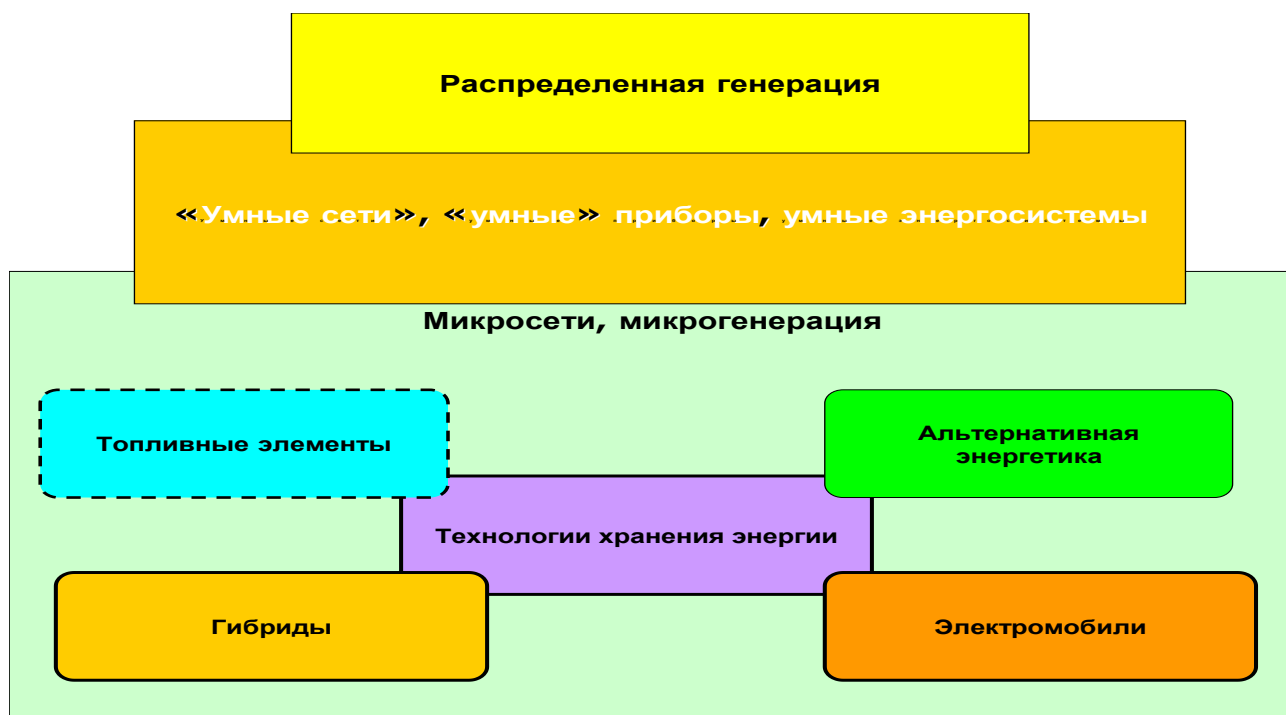 Распределенная генерация
«Умные сети», «умные» приборы, умные энергосистемы
Микросети, микрогенерация
Топливные элементы
Альтернативная
энергетика
Технологии хранения энергии
Гибриды
Электромобили